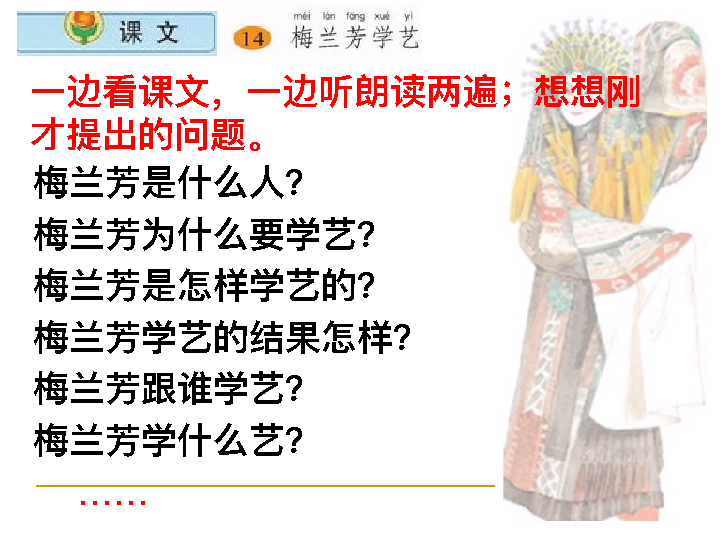 课文
méi lán fāng xué yì
14 梅兰芳学艺
一边看课文，一边听朗读两遍；想想刚
才提出的问题。
梅兰芳是什么人?
梅兰芳为什么要学艺?
梅兰芳是怎样学艺的?
梅兰芳学艺的结果怎样?
梅兰芳跟谁学艺?
梅兰芳学什么艺?
……